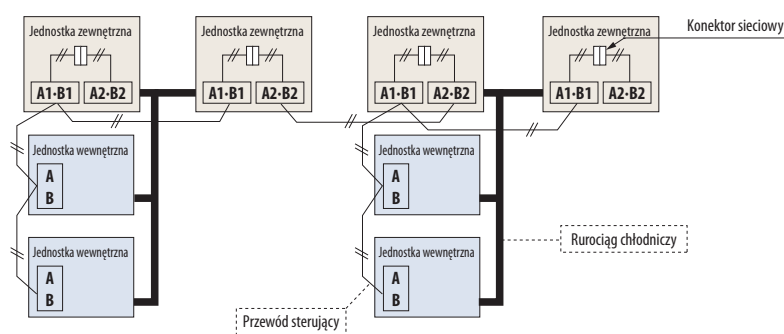 Jednostka zewnętrzna
A1·B1 A2·B2
Jednostka zewnętrzna
A1·B1 A2·B2
Jednostka zewnętrzna
A1·B1 A2·B2
Jednostka zewnętrzna
A1·B1 A2·B2
Konektor sieciowy
Jednostka wewnętrzna
A
B
Jednostka wewnętrzna
A
B
Jednostka wewnętrzna
A
B
Jednostka wewnętrzna
A
B
Rurociąg chłodniczy
Przewód sterujący